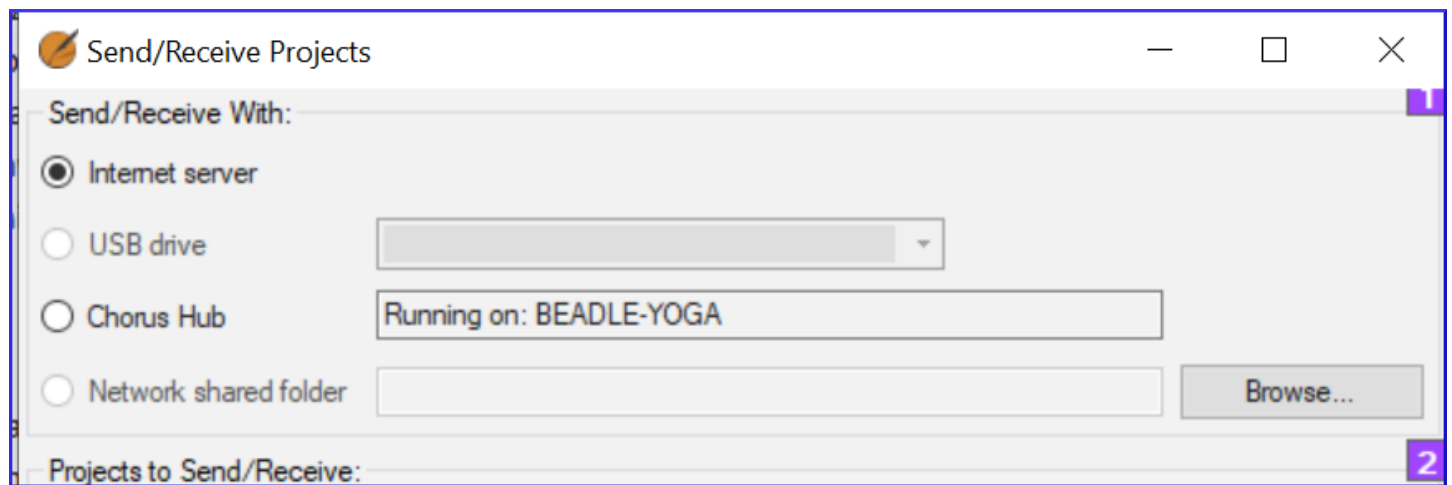 Send/Receive Projects
Send/Receive With:
1
Internet server
USB drive
Chorus Hub
Running on: BEADLE-YOGA
Network shared folder
Browse...
Projects to Send/Receive:
2